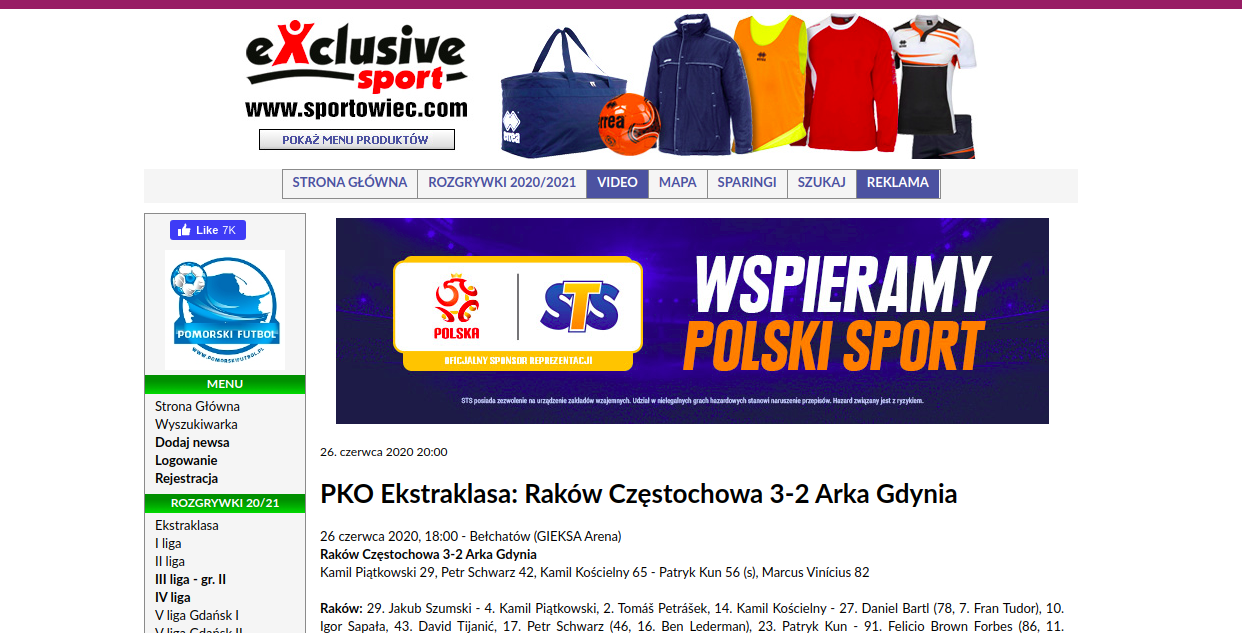 eXclusive
sport
www.sportowiec.com
POKAŻ MENU PRODUKTÓW
errea
errea
STRONA GŁÓWNA ROZGRYWKI 2020/2021 VIDEO MAPA SPARINGI SZUKAJ REKLAMA
Like 7K
POMORSKI FUTBOL
WWW.POMORSKIFUTBOL.PL
MENU
Strona Główna
Wyszukiwarka
Dodaj newsa
Logowanie
Rejestracja
ROZGRYWKI 20/21
Ekstraklasa
I liga
II liga
III liga - gr. II
IV liga
V liga Gdańsk I
V liga Gdańsk II
POLSKA
STS
OFICJALNY SPONSOR REPREZENTACJI
WSPIERAMY
POLSKI SPORT
STS posiada zezwolenie na urządzenie zakładów wzajemnych. Udział w nielegalnych grach hazardowych stanowi naruszenie przepisów. Hazard związany jest z ryzykiem.
26. czerwca 2020 20:00
PKO Ekstraklasa: Raków Częstochowa 3-2 Arka Gdynia
26 czerwca 2020, 18:00 - Bełchatów (GIEKSA Arena)
Raków Częstochowa 3-2 Arka Gdynia
Kamil Piątkowski 29, Petr Schwarz 42, Kamil Kościelny 65 - Patryk Kun 56 (s), Marcus Vinícius 82
Raków: 29. Jakub Szumski - 4. Kamil Piątkowski, 2. Tomáš Petrášek, 14. Kamil Kościelny - 27. Daniel Bartl (78, 7. Fran Tudor), 10.
Igor Sapała, 43. David Tijanić, 17. Petr Schwarz (46, 16. Ben Lederman), 23. Patryk Kun - 91. Felicio Brown Forbes (86, 11.